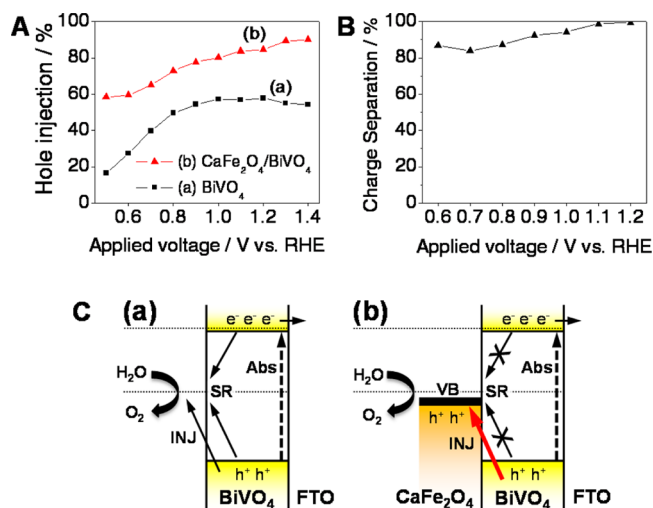 A
Hole injection / %
100
80
60
40
20
0
(b)
(a)
(b) CaFe₂O₄/BiVO₄
(a) BiVO₄
0.6 0.8 1.0 1.2 1.4
Applied voltage / V vs. RHE
B
Charge Separation / %
100
80
60
40
20
0
0.6 0.7 0.8 0.9 1.0 1.1 1.2
Applied voltage / V vs. RHE
C (a)
e⁻ e⁻ e⁻
Abs
H₂O
SR
O₂
INJ
h⁺ h⁺
BiVO₄ FTO
(b)
e⁻ e⁻ e⁻
Abs
H₂O
VB SR
O₂
h⁺ h⁺
INJ
h⁺ h⁺
CaFe₂O₄ BiVO₄ FTO